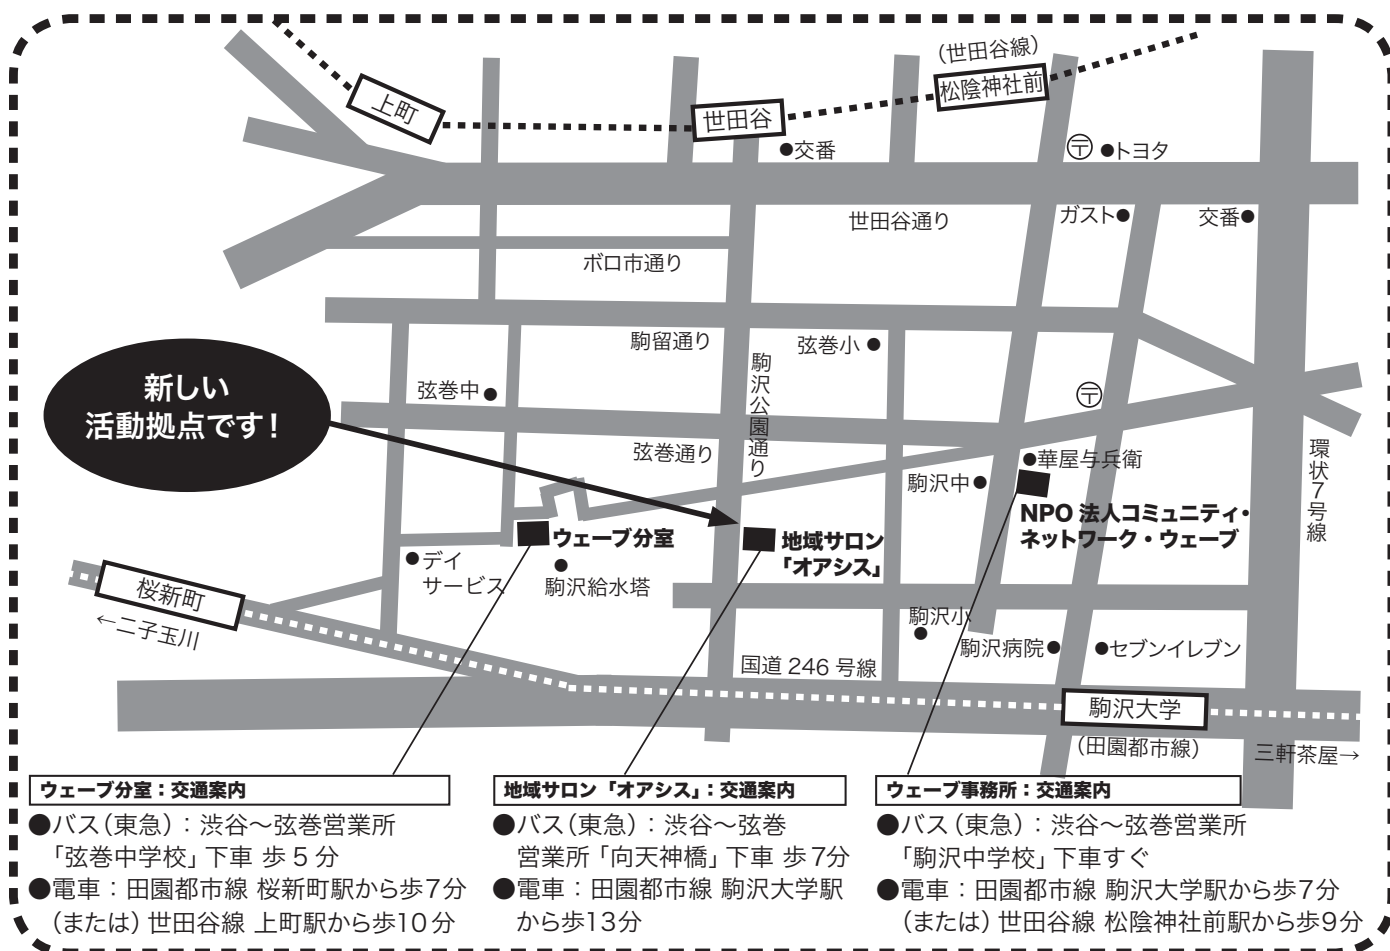 (世田谷線)
上町
世田谷
松陰神社前
●交番
〒
●トヨタ
世田谷通り
ガスト●
交番●
ボロ市通り
駒留通り
弦巻小●
駒沢公園通り
新しい
活動拠点です!
弦巻中●
〒
弦巻通り
環状7号線
●華屋与兵衛
駒沢中●
NPO 法人コミュニティ・
ネットワーク・ウェーブ
ウェーブ分室
地域サロン
「オアシス」
●デイ
サービス
●
駒沢給水塔
桜新町
←二子玉川
駒沢小
●
駒沢病院●
●セブンイレブン
国道 246 号線
駒沢大学
(田園都市線)
三軒茶屋→
ウェーブ分室:交通案内
●バス(東急):渋谷~弦巻営業所
「弦巻中学校」下車 歩 5 分
●電車:田園都市線 桜新町駅から歩7分
(または)世田谷線 上町駅から歩10分
地域サロン「オアシス」:交通案内
●バス(東急):渋谷~弦巻
営業所「向天神橋」下車 歩 7分
●電車:田園都市線 駒沢大学駅
から歩13分
ウェーブ事務所:交通案内
●バス(東急):渋谷~弦巻営業所
「駒沢中学校」下車すぐ
●電車:田園都市線 駒沢大学駅から歩7分
(または)世田谷線 松陰神社前駅から歩9分